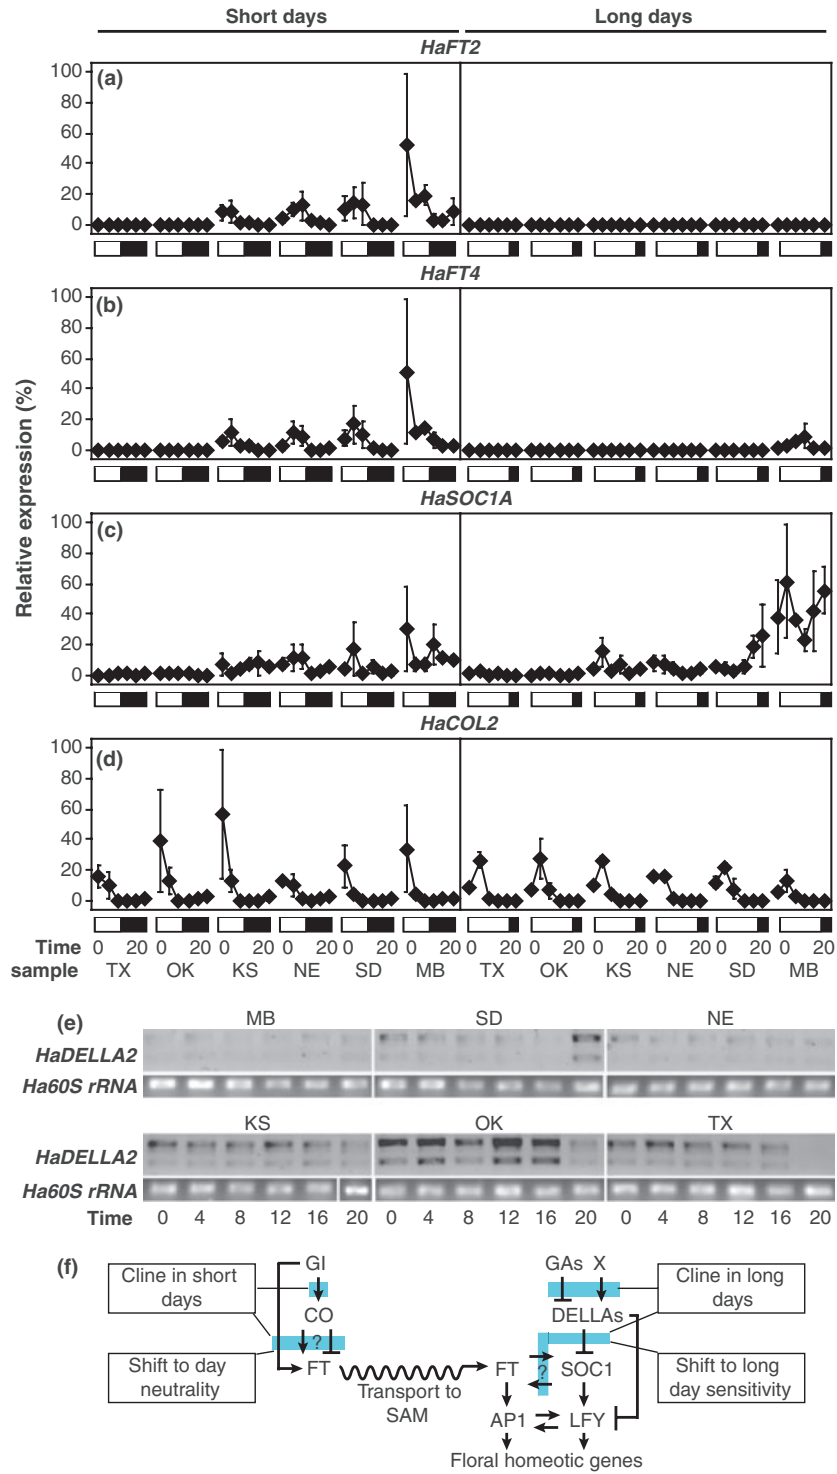 Short days Long days
HaFT2
(a)
100
80
60
40
20
0
HaFT4
(b)
100
80
60
40
20
0
Relative expression (%)
HaSOC1A
(c)
100
80
60
40
20
0
HaCOL2
(d)
100
80
60
40
20
0
Time 0 20 0 20 0 20 0 20 0 20 0 20 0 20 0 20 0 20 0 20 0 20 0 20
sample TX OK KS NE SD MB TX OK KS NE SD MB
(e) MB SD NE
HaDELLA2
Ha60S rRNA
KS OK TX
HaDELLA2
Ha60S rRNA
Time 0 4 8 12 16 20 0 4 8 12 16 20 0 4 8 12 16 20
(f)
Cline in short
days
Shift to day
neutrality
GI
CO
?
FT
Transport to
SAM
GAs X
DELLAs
FT ? SOC1
AP1 LFY
Floral homeotic genes
Cline in long
days
Shift to long
day sensitivity